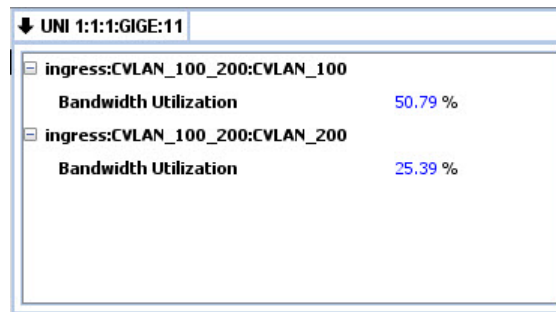 UNI 1:1:1:GIGE:11
ingress:CVLAN_100_200:CVLAN_100
Bandwidth Utilization 50.79 %
ingress:CVLAN_100_200:CVLAN_200
Bandwidth Utilization 25.39 %